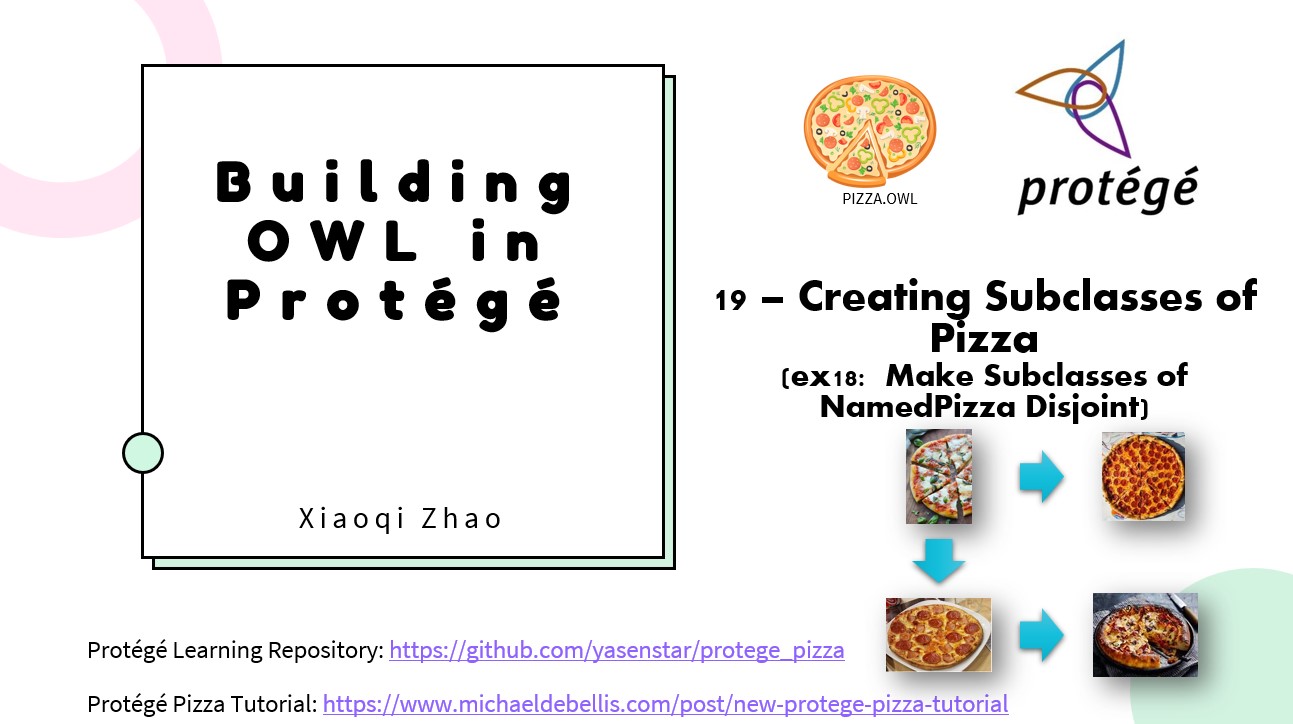 Building
OWL in
Protégé
Xiaoqi Zhao
PIZZA.OWL
protégé
19 – Creating Subclasses of
Pizza
(ex18: Make Subclasses of
NamedPizza Disjoint)
Protégé Learning Repository: https://github.com/yasenstar/protege_pizza
Protégé Pizza Tutorial: https://www.michaeldebellis.com/post/new-protege-pizza-tutorial